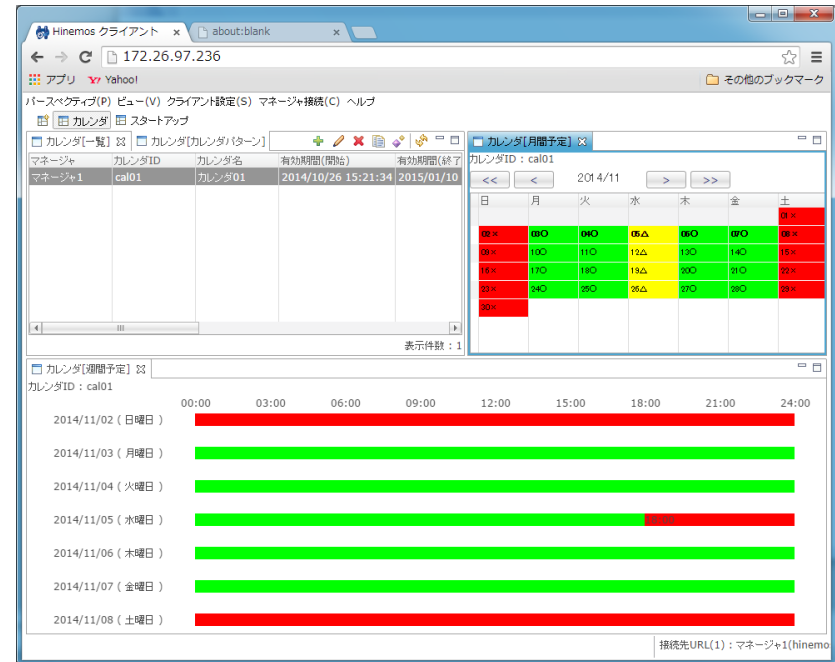 Hinemos クライアント x about:blank x
172.26.97.236
アプリ Yahoo! その他のブックマーク
パースペクティブ(P) ビュー(V) クライアント設定(S) マネージャ接続(C) ヘルプ
カレンダ スタートアップ
カレンダ[一覧] カレンダ[カレンダパターン]
マネージャ カレンダID カレンダ名 有効期間(開始) 有効期間(終了
マネージャ1 cal01 カレンダ01 2014/10/26 15:21:34 2015/01/10
表示件数 : 1
カレンダ[月間予定]
カレンダID : cal01
<< < 2014/11 > >>
日 月 火 水 木 金 土
01×
02× 03○ 04○ 05△ 06○ 07○ 08×
09× 10○ 11○ 12△ 13○ 14○ 15×
16× 17○ 18○ 19△ 20○ 21○ 22×
23× 24○ 25○ 26△ 27○ 28○ 29×
30×
カレンダ[週間予定]
カレンダID : cal01
00:00 03:00 06:00 09:00 12:00 15:00 18:00 21:00 24:00
2014/11/02 ( 日曜日 )
2014/11/03 ( 月曜日 )
2014/11/04 ( 火曜日 )
2014/11/05 ( 水曜日 )
2014/11/06 ( 木曜日 )
2014/11/07 ( 金曜日 )
2014/11/08 ( 土曜日 )
接続先URL(1) : マネージャ1(hinemo